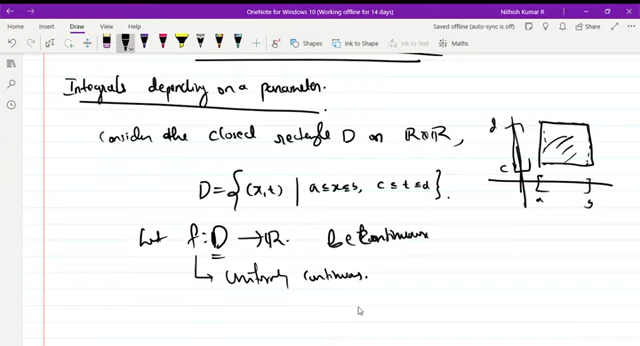 OneNote for Windows 10 (Working offline for 14 days)
Nithish Kumar R
Home Insert Draw View Help
Saved offline (auto-sync is off)
Share
Shapes Ink to Shape Ink to Text Math
Integrals depending on a parameter.
Consider the closed rectangle D on ℝ×ℝ,
D = { (x,t) | a ≤ x ≤ b, c ≤ t ≤ d }.
d
c
a b
Let f : D → ℝ. be continuous
↳ uniformly continuous.